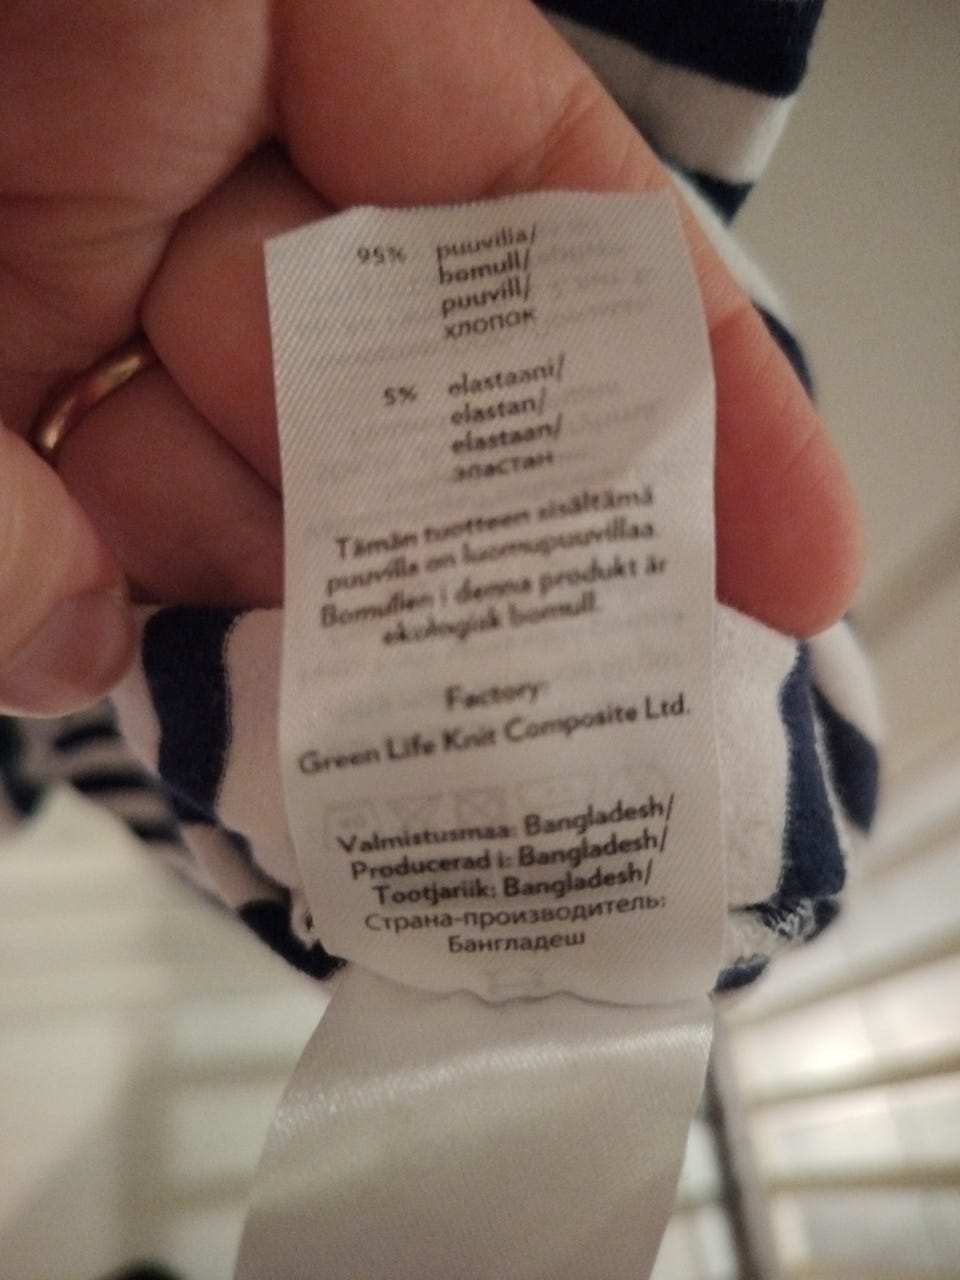 95% puuvilla/
bomull/
puuvill/
хлопок
5% elastaani/
elastan/
elastaan/
эластан
Tämän tuotteen sisältämä
puuvilla on luomupuuvillaa.
Bomullen i denna produkt är
ekologisk bomull.
Factory:
Green Life Knit Composite Ltd.
Valmistusmaa: Bangladesh/
Producerad i: Bangladesh/
Tootjariik: Bangladesh/
Страна-производитель:
Бангладеш